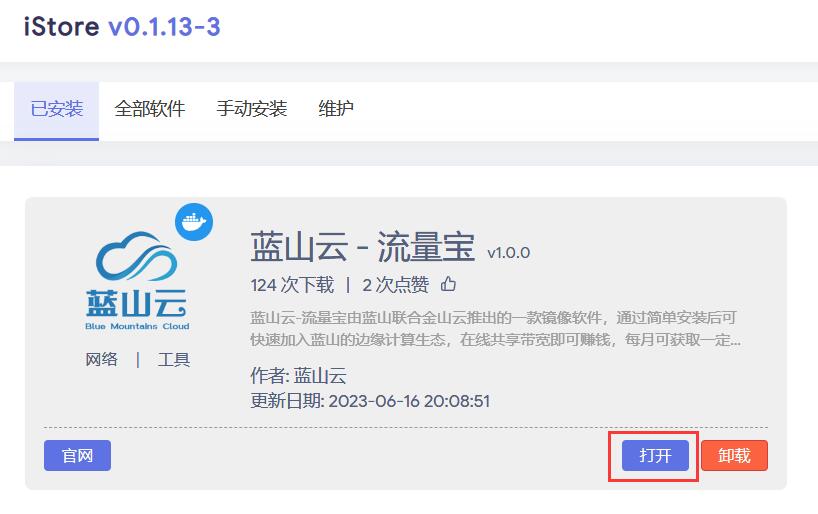 iStore v0.1.13-3
已安装 全部软件 手动安装 维护
蓝山云 - 流量宝 v1.0.0
124 次下载 | 2 次点赞
蓝山云
Blue Mountains Cloud
网络 | 工具
蓝山云-流量宝由蓝山联合金山云推出的一款镜像软件，通过简单安装后可
快速加入蓝山的边缘计算生态，在线共享带宽即可赚钱，每月可获取一定...
作者: 蓝山云
更新日期: 2023-06-16 20:08:51
官网 打开 卸载